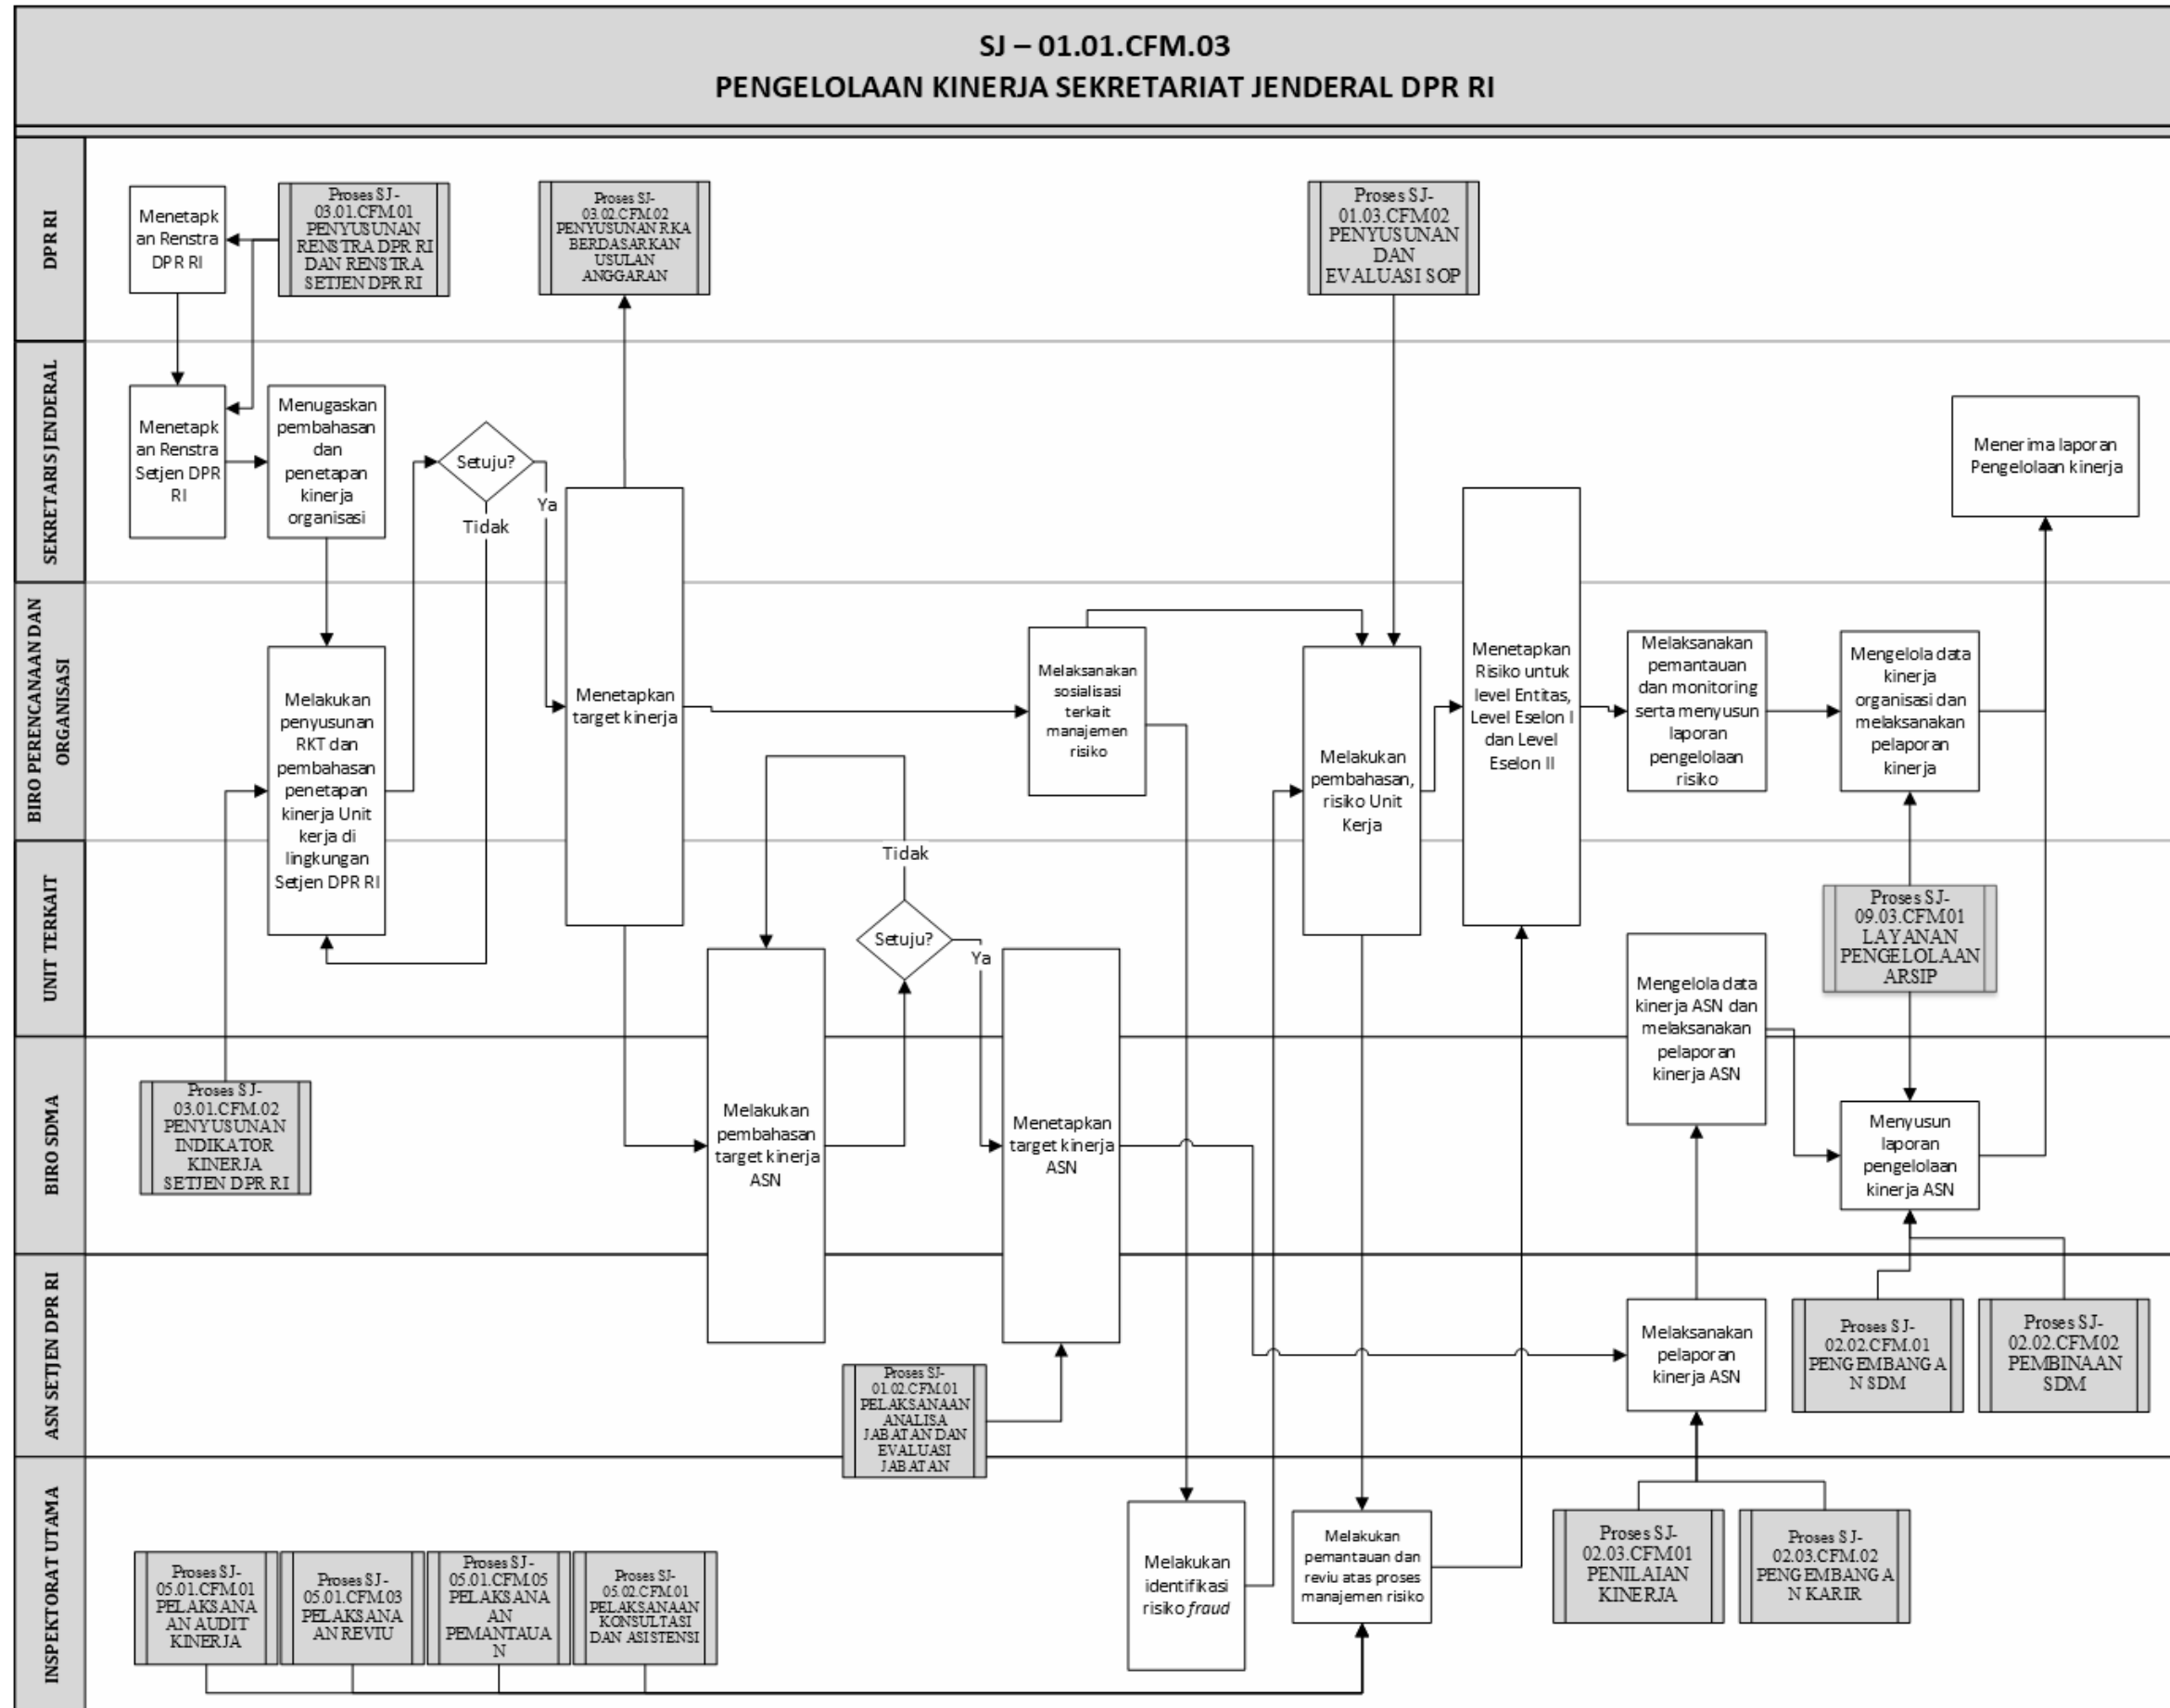 SJ – 01.01.CFM.03
PENGELOLAAN KINERJA SEKRETARIAT JENDERAL DPR RI
DPR RI
Menetapk
an Renstra
DPR RI
Proses SJ-
03.01.CFM.01
PENYUSUNAN
RENSTRA DPR RI
DAN RENSTRA
SETJEN DPR RI
Proses SJ-
03.02.CFM.02
PENYUSUNAN RKA
BERDASARKAN
USULAN
ANGGARAN
Proses SJ-
01.03.CFM.02
PENYUSUNAN
DAN
EVALUASI SOP
SEKRETARIS JENDERAL
Menetapk
an Renstra
Setjen DPR
RI
Menugaskan
pembahasan
dan
penetapan
kinerja
organisasi
Setuju?
Ya
Tidak
Menerima laporan
Pengelolaan kinerja
BIRO PERENCANAAN DAN
ORGANISASI
Melakukan
penyusunan
RKT dan
pembahasan
penetapan
kinerja Unit
kerja di
lingkungan
Setjen DPR RI
Menetapkan
target kinerja
Melaksanakan
sosialisasi
terkait
manajemen
risiko
Melakukan
pembahasan,
risiko Unit
Kerja
Menetapkan
Risiko untuk
level Entitas,
Level Eselon I
dan Level
Eselon II
Melaksanakan
pemantauan
dan monitoring
serta menyusun
laporan
pengelolaan
risiko
Mengelola data
kinerja
organisasi dan
melaksanakan
pelaporan
kinerja
UNIT TERKAIT
Tidak
Setuju?
Ya
Mengelola data
kinerja ASN dan
melaksanakan
pelaporan
kinerja ASN
Proses SJ-
09.03.CFM.01
LAYANAN
PENGELOLAAN
ARSIP
BIRO SDMA
Proses SJ-
03.01.CFM.02
PENYUSUNAN
INDIKATOR
KINERJA
SETJEN DPR RI
Melakukan
pembahasan
target kinerja
ASN
Menetapkan
target kinerja
ASN
Menyusun
laporan
pengelolaan
kinerja ASN
ASN SETJEN DPR RI
Proses SJ-
01.02.CFM.01
PELAKSANAAN
ANALISA
JABATAN DAN
EVALUASI
JABATAN
Melaksanakan
pelaporan
kinerja ASN
Proses SJ-
02.02.CFM.01
PENGEMBANGA
N SDM
Proses SJ-
02.02.CFM.02
PEMBINAAN
SDM
INSPEKTORAT UTAMA
Proses SJ-
05.01.CFM.01
PELAKSANA
AN AUDIT
KINERJA
Proses SJ-
05.01.CFM.03
PELAKSANA
AN REVIU
Proses SJ-
05.01.CFM.05
PELAKSANA
AN
PEMANTAUA
N
Proses SJ-
05.02.CFM.01
PELAKSANAAN
KONSULTASI
DAN ASISTENSI
Melakukan
identifikasi
risiko fraud
Melakukan
pemantauan dan
reviu atas proses
manajemen risiko
Proses SJ-
02.03.CFM.01
PENILAIAN
KINERJA
Proses SJ-
02.03.CFM.02
PENGEMBANGA
N KARIR